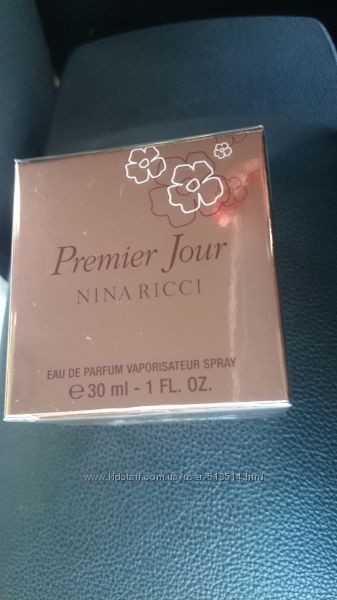 Premier Jour
NINA RICCI
EAU DE PARFUM VAPORISATEUR SPRAY
℮ 30 ml - 1 FL. OZ.
www.kidstaff.com.ua/user-513514.html